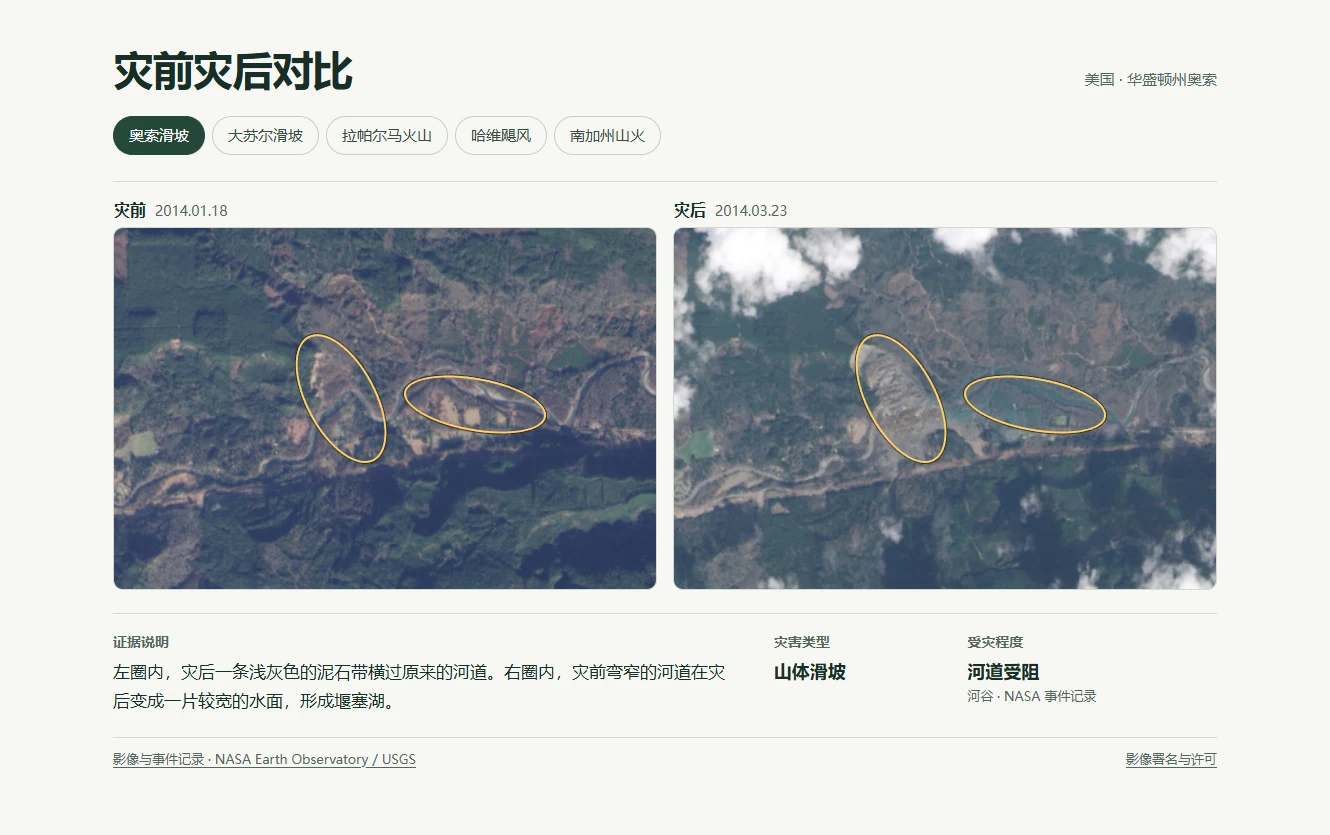 灾前灾后对比
美国 · 华盛顿州奥索
奥索滑坡 大苏尔滑坡 拉帕尔马火山 哈维飓风 南加州山火
灾前 2014.01.18
灾后 2014.03.23
证据说明
左圈内，灾后一条浅灰色的泥石带横过原来的河道。右圈内，灾前弯窄的河道在灾
后变成一片较宽的水面，形成堰塞湖。
灾害类型
山体滑坡
受灾程度
河道受阻
河谷 · NASA 事件记录
影像与事件记录 · NASA Earth Observatory / USGS
影像署名与许可